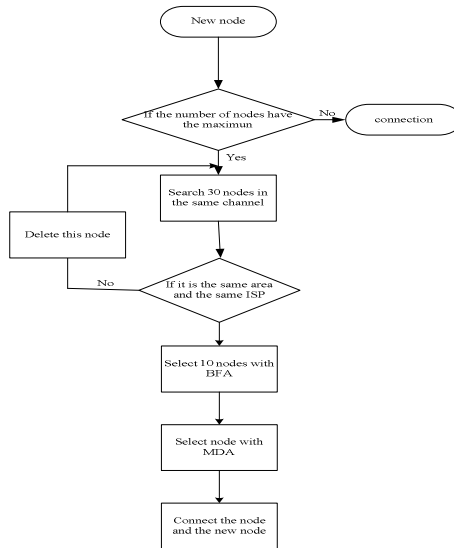 New node
If the number of nodes have
the maximun
No
connection
Yes
Search 30 nodes in
the same channel
Delete this node
No
If it is the same area
and the same ISP
Select 10 nodes with
BFA
Select node with
MDA
Connect the node
and the new node